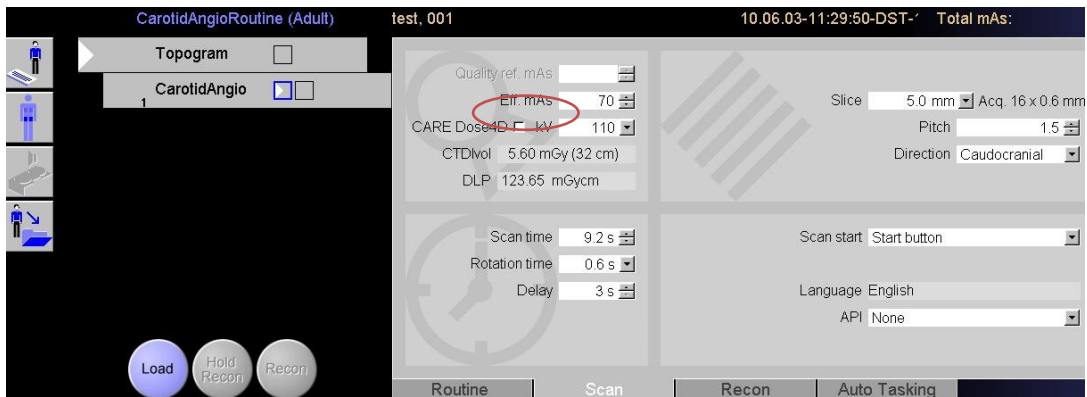 CarotidAngioRoutine (Adult) test, 001 10.06.03-11:29:50-DST- Total mAs:
Topogram
CarotidAngio
1
Quality ref. mAs
Eff. mAs 70
CARE Dose4D kV 110
CTDIvol 5.60 mGy (32 cm)
DLP 123.65 mGycm
Slice 5.0 mm Acq. 16 x 0.6 mm
Pitch 1.5
Direction Caudocranial
Scan time 9.2 s
Rotation time 0.6 s
Delay 3 s
Scan start Start button
Language English
API None
Load
Hold Recon
Recon
Routine Scan Recon Auto Tasking